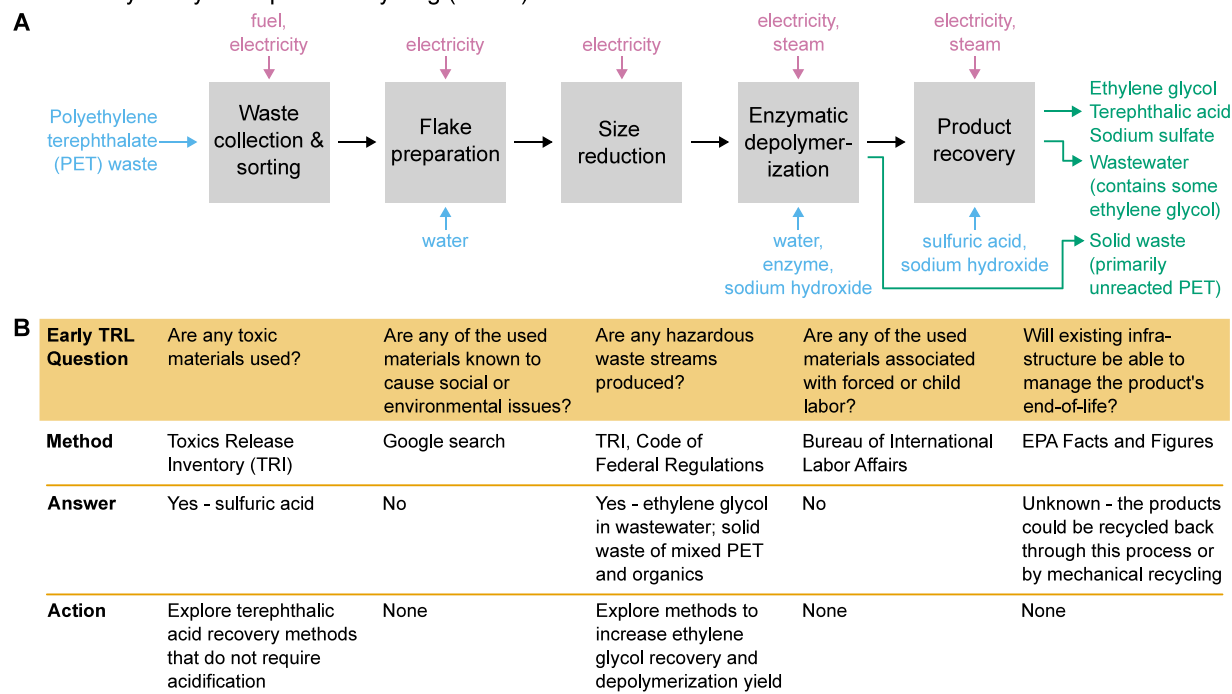 A
fuel,
electricity
electricity
electricity
electricity,
steam
electricity,
steam
Polyethylene
terephthalate
(PET) waste
Waste
collection &
sorting
Flake
preparation
Size
reduction
Enzymatic
depolymer-
ization
Product
recovery
Ethylene glycol
Terephthalic acid
Sodium sulfate
Wastewater
(contains some
ethylene glycol)
Solid waste
(primarily
unreacted PET)
water
water,
enzyme,
sodium hydroxide
sulfuric acid,
sodium hydroxide
B
Early TRL
Question
Are any toxic
materials used?
Are any of the used
materials known to
cause social or
environmental issues?
Are any hazardous
waste streams
produced?
Are any of the used
materials associated
with forced or child
labor?
Will existing infra-
structure be able to
manage the product's
end-of-life?
Method
Toxics Release
Inventory (TRI)
Google search
TRI, Code of
Federal Regulations
Bureau of International
Labor Affairs
EPA Facts and Figures
Answer
Yes - sulfuric acid
No
Yes - ethylene glycol
in wastewater; solid
waste of mixed PET
and organics
No
Unknown - the products
could be recycled back
through this process or
by mechanical recycling
Action
Explore terephthalic
acid recovery methods
that do not require
acidification
None
Explore methods to
increase ethylene
glycol recovery and
depolymerization yield
None
None